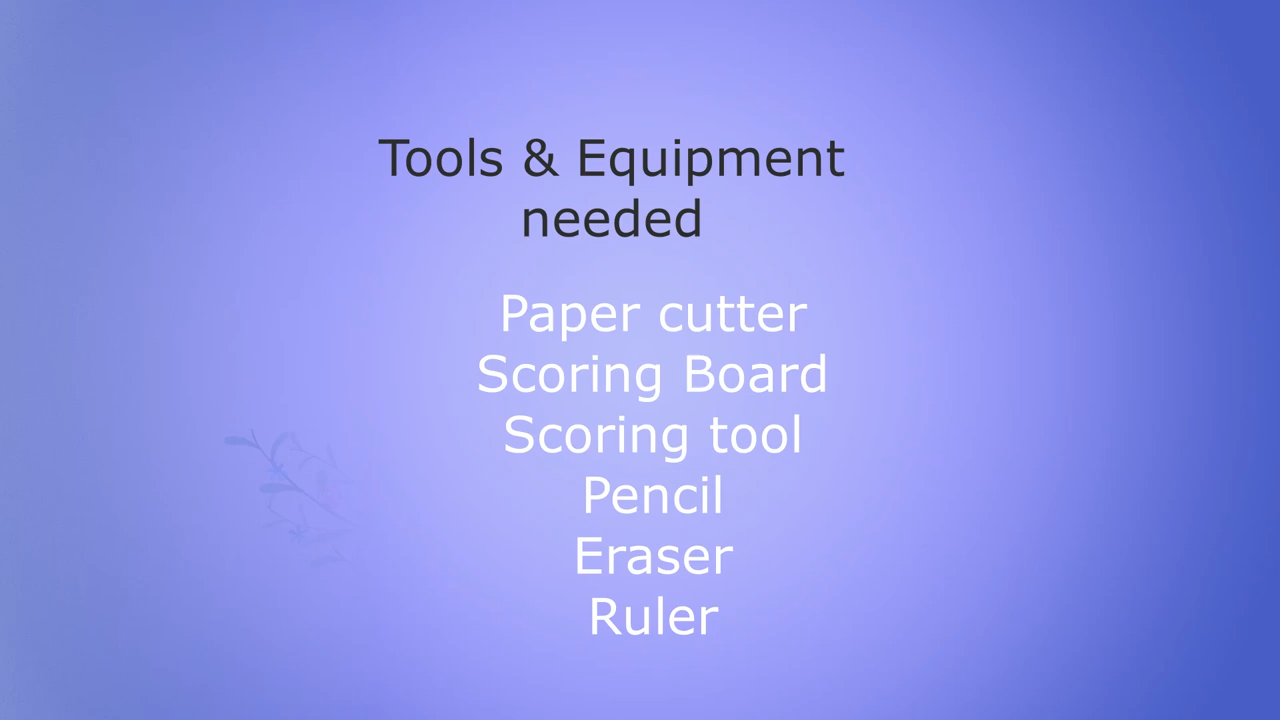 Tools & Equipment
needed
Paper cutter
Scoring Board
Scoring tool
Pencil
Eraser
Ruler